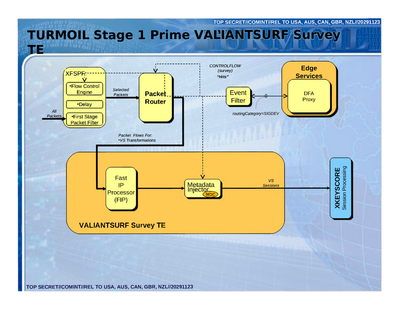 TOP SECRET//COMINT//REL TO USA, AUS, CAN, GBR, NZL//20291123
TURMOIL Stage 1 Prime VALIANTSURF Survey
TE
XFSPF
•Flow Control
Engine
•Delay
•First Stage
Packet Filter
All
Packets
Selected
Packets
Packet
Router
CONTROLFLOW
(survey)
Event
Filter
Edge
Services
DFA
Proxy
routingCategory=SIGDEV
Packet Flows For:
•VS Transformations
Fast
IP
Processor
(FIP)
Metadata
Injector
VS
Sessions
XKEYSCORE
Session Processing
VALIANTSURF Survey TE
TOP SECRET//COMINT//REL TO USA, AUS, CAN, GBR, NZL//20291123